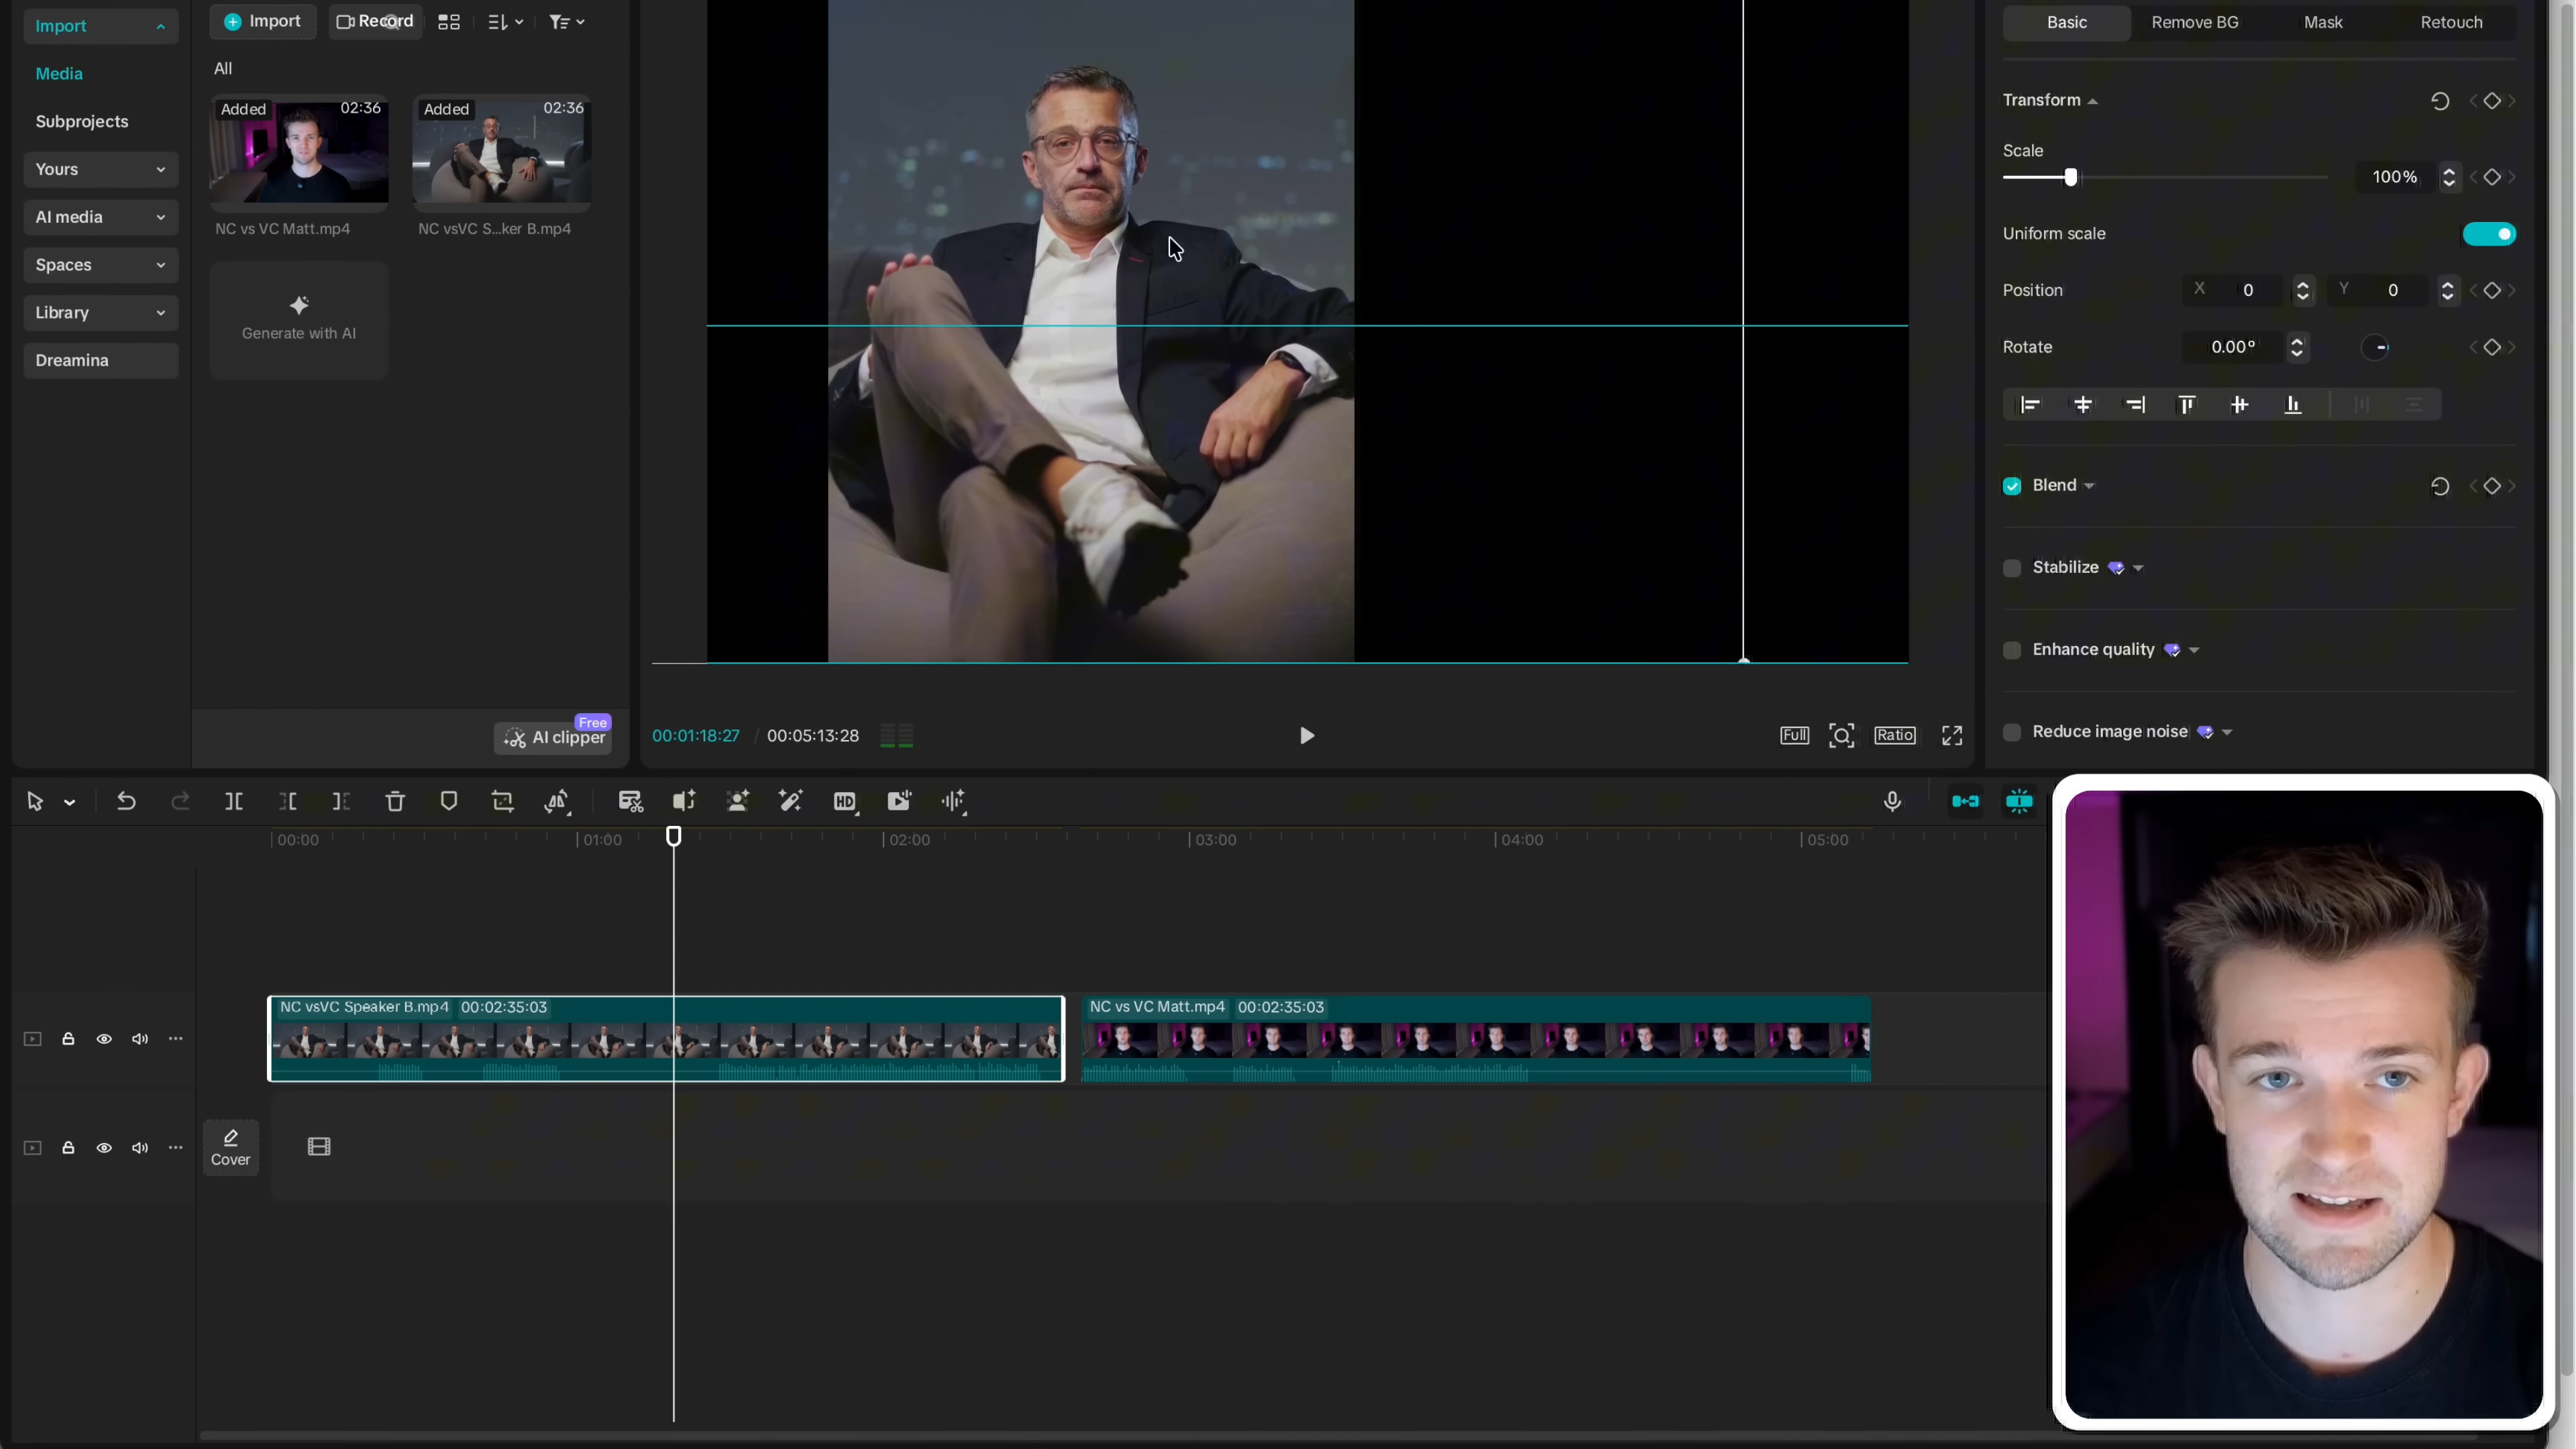 Import
Media
Subprojects
Yours
AI media
Spaces
Library
Dreamina
Import
Record
All
Added
02:36
NC vs VC Matt.mp4
Added
02:36
NC vsVC S...ker B.mp4
Generate with AI
Free
AI clipper
00:01:18:27 / 00:05:13:28
Full
Ratio
Basic
Remove BG
Mask
Retouch
Transform
Scale
100%
Uniform scale
Position
X 0
Y 0
Rotate
0.00°
Blend
Stabilize
Enhance quality
Reduce image noise
HD
00:00
01:00
02:00
03:00
04:00
05:00
NC vsVC Speaker B.mp4 00:02:35:03
NC vs VC Matt.mp4 00:02:35:03
Cover